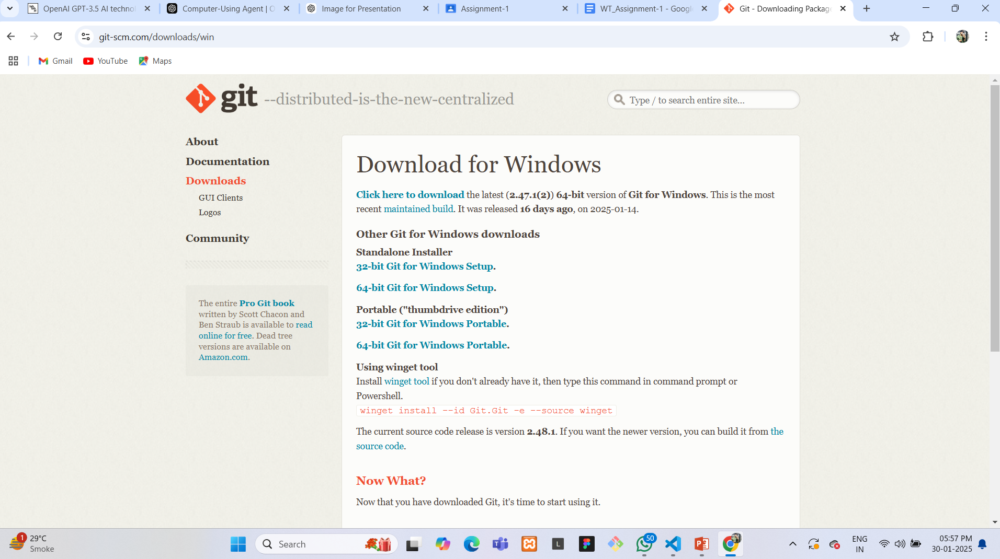 OpenAI GPT-3.5 AI technol
Computer-Using Agent | O
Image for Presentation
Assignment-1
WT_Assignment-1 - Google
Git - Downloading Package
git-scm.com/downloads/win
Gmail
YouTube
Maps
git --distributed-is-the-new-centralized
Type / to search entire site...
About
Documentation
Downloads
GUI Clients
Logos
Community
The entire Pro Git book
written by Scott Chacon and
Ben Straub is available to read
online for free. Dead tree
versions are available on
Amazon.com.
Download for Windows
Click here to download the latest (2.47.1(2)) 64-bit version of Git for Windows. This is the most
recent maintained build. It was released 16 days ago, on 2025-01-14.
Other Git for Windows downloads
Standalone Installer
32-bit Git for Windows Setup.
64-bit Git for Windows Setup.
Portable ("thumbdrive edition")
32-bit Git for Windows Portable.
64-bit Git for Windows Portable.
Using winget tool
Install winget tool if you don't already have it, then type this command in command prompt or
Powershell.
winget install --id Git.Git -e --source winget
The current source code release is version 2.48.1. If you want the newer version, you can build it from the
source code.
Now What?
Now that you have downloaded Git, it's time to start using it.
1
29°C
Smoke
Search
L
50
ENG
IN
05:57 PM
30-01-2025